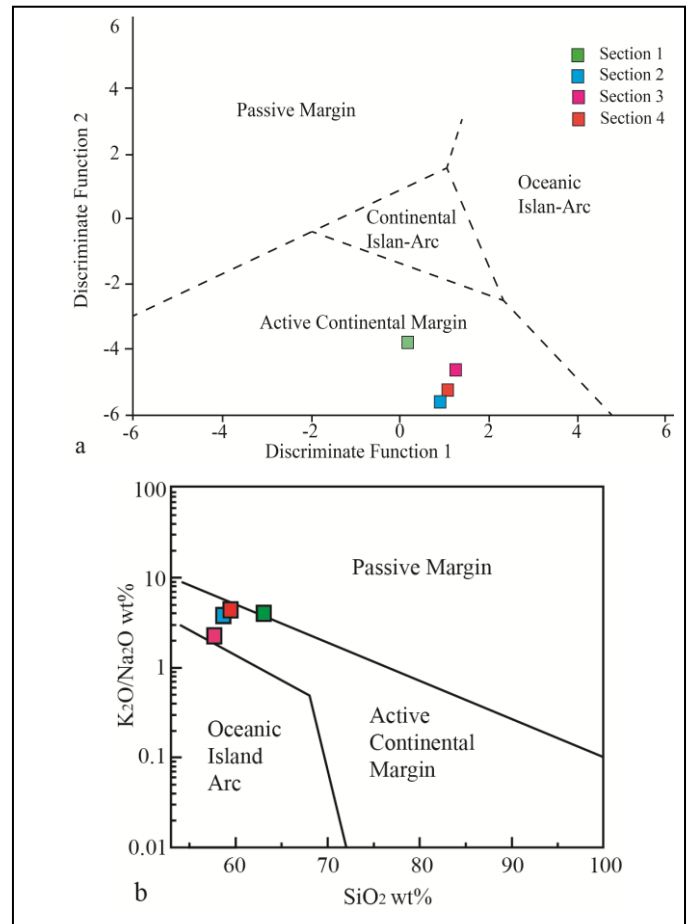 6
4
2
0
-2
-4
-6
Discriminate Function 2
Section 1
Section 2
Section 3
Section 4
Passive Margin
Oceanic
Islan-Arc
Continental
Islan-Arc
Active Continental Margin
-6
-4
-2
0
2
4
6
Discriminate Function 1
a
100
10
1
0.1
0.01
K2O/Na2O wt%
Passive Margin
Oceanic
Island
Arc
Active
Continental
Margin
60
70
80
90
100
SiO2 wt%
b